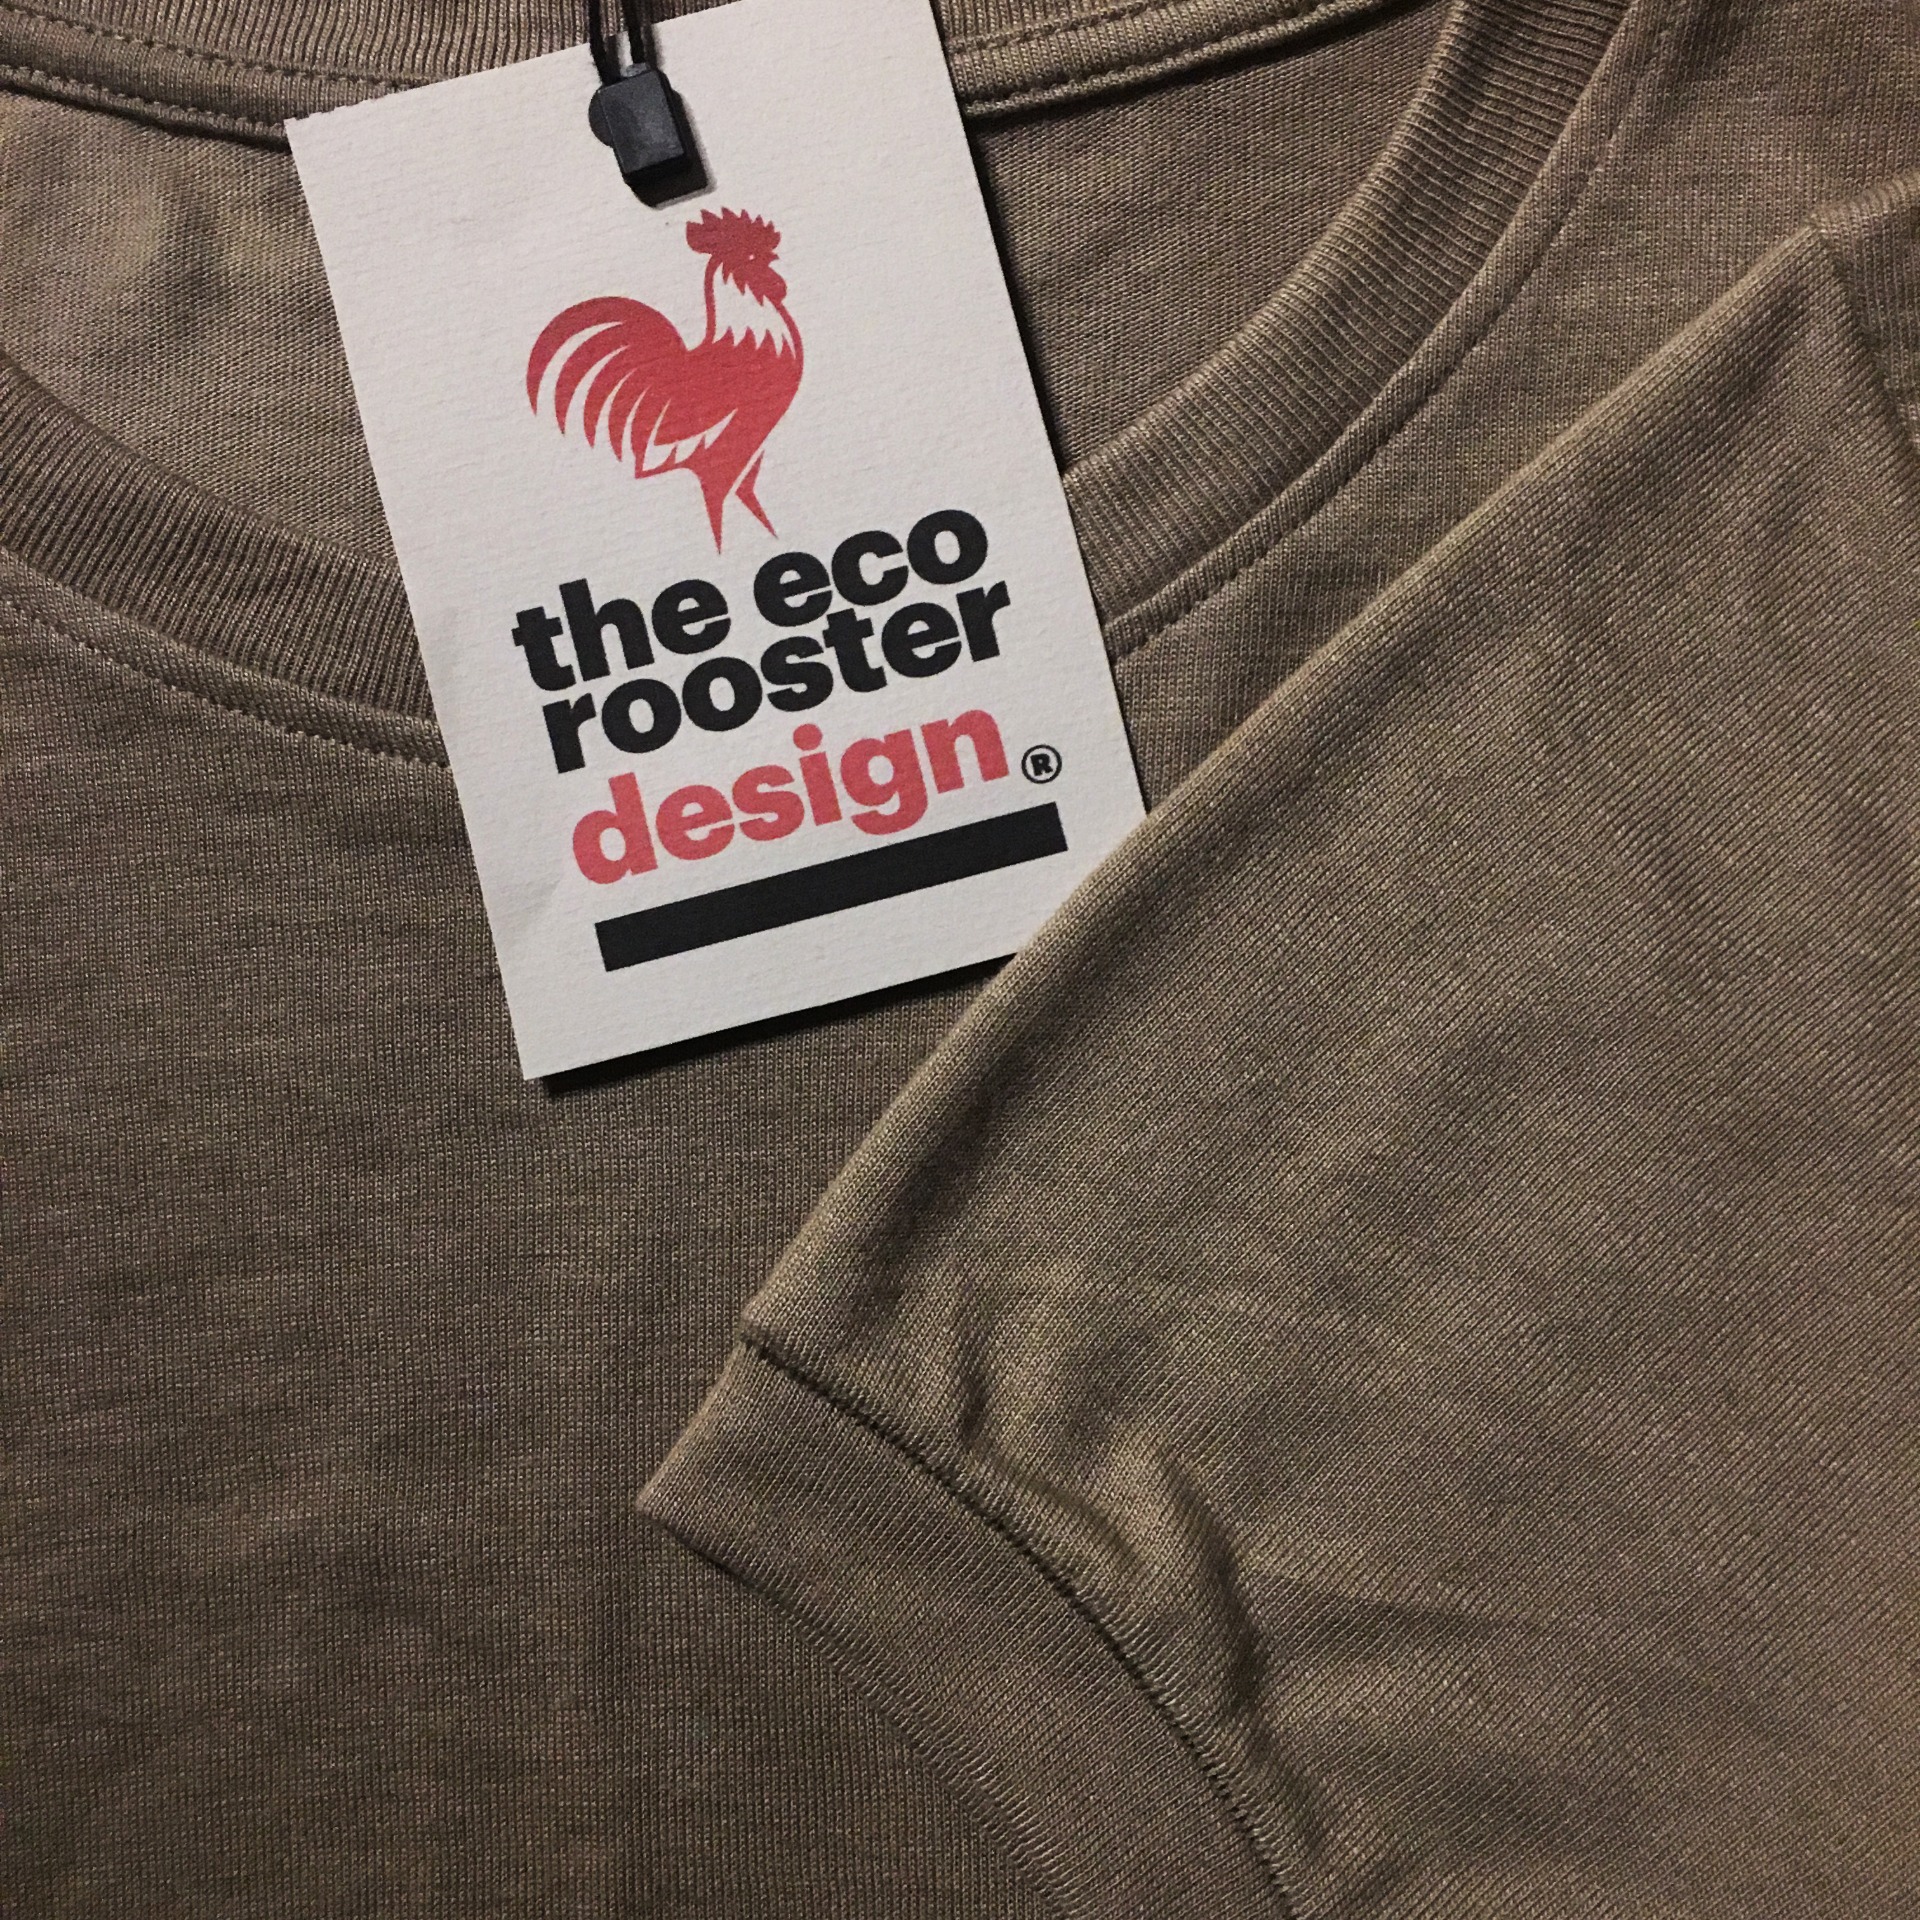 the eco
rooster
design®